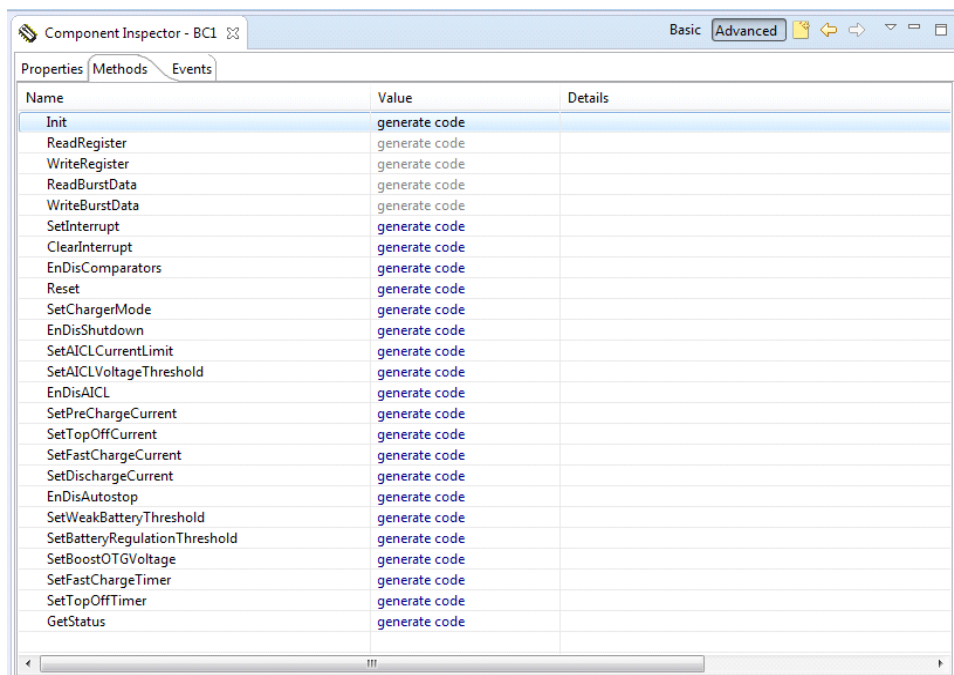 Component Inspector - BC1
Basic Advanced
Properties Methods Events
Name Value Details
Init generate code
ReadRegister generate code
WriteRegister generate code
ReadBurstData generate code
WriteBurstData generate code
SetInterrupt generate code
ClearInterrupt generate code
EnDisComparators generate code
Reset generate code
SetChargerMode generate code
EnDisShutdown generate code
SetAICLCurrentLimit generate code
SetAICLVoltageThreshold generate code
EnDisAICL generate code
SetPreChargeCurrent generate code
SetTopOffCurrent generate code
SetFastChargeCurrent generate code
SetDischargeCurrent generate code
EnDisAutostop generate code
SetWeakBatteryThreshold generate code
SetBatteryRegulationThreshold generate code
SetBoostOTGVoltage generate code
SetFastChargeTimer generate code
SetTopOffTimer generate code
GetStatus generate code